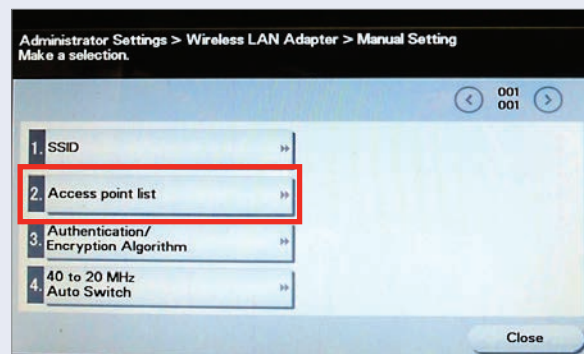 Administrator Settings > Wireless LAN Adapter > Manual Setting
Make a selection.
001
001
1. SSID
2. Access point list
3. Authentication/
Encryption Algorithm
4. 40 to 20 MHz
Auto Switch
Close